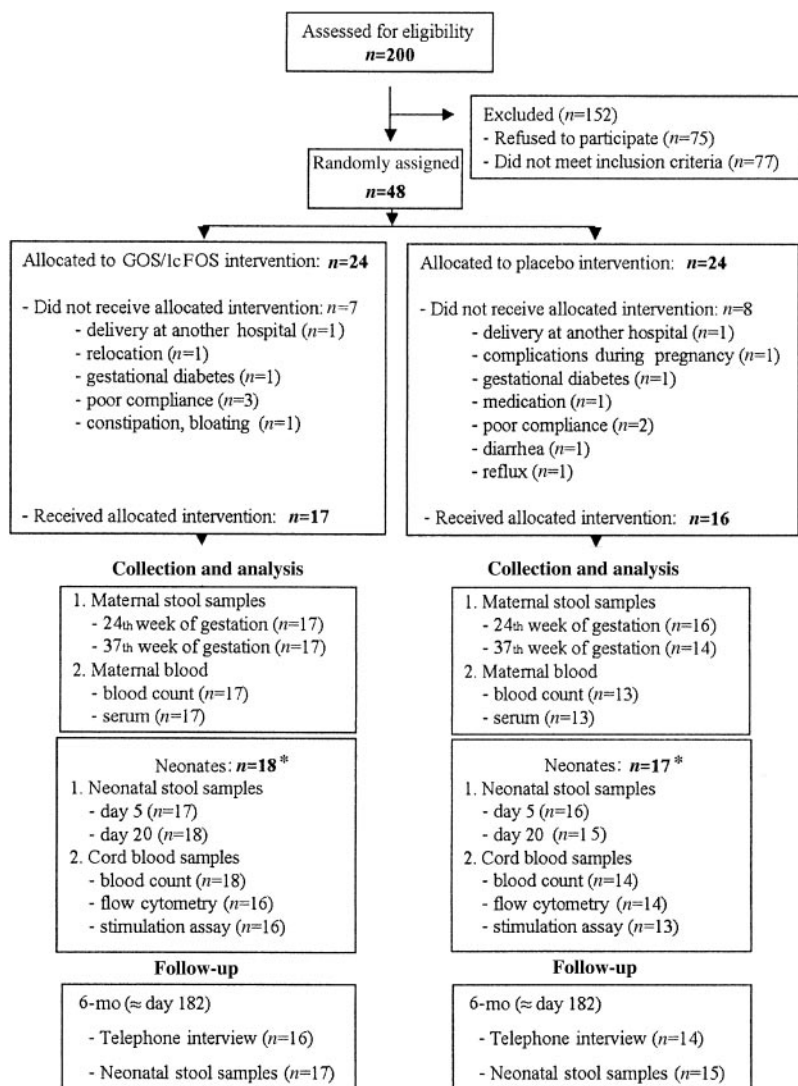 Assessed for eligibility
n=200
Excluded (n=152)
- Refused to participate (n=75)
- Did not meet inclusion criteria (n=77)
Randomly assigned
n=48
Allocated to GOS/lcFOS intervention: n=24
- Did not receive allocated intervention: n=7
- delivery at another hospital (n=1)
- relocation (n=1)
- gestational diabetes (n=1)
- poor compliance (n=3)
- constipation, bloating (n=1)
- Received allocated intervention: n=17
Allocated to placebo intervention: n=24
- Did not receive allocated intervention: n=8
- delivery at another hospital (n=1)
- complications during pregnancy (n=1)
- gestational diabetes (n=1)
- medication (n=1)
- poor compliance (n=2)
- diarrhea (n=1)
- reflux (n=1)
- Received allocated intervention: n=16
Collection and analysis
1. Maternal stool samples
- 24th week of gestation (n=17)
- 37th week of gestation (n=17)
2. Maternal blood
- blood count (n=17)
- serum (n=17)
Neonates: n=18*
1. Neonatal stool samples
- day 5 (n=17)
- day 20 (n=18)
2. Cord blood samples
- blood count (n=18)
- flow cytometry (n=16)
- stimulation assay (n=16)
Follow-up
6-mo (≈ day 182)
- Telephone interview (n=16)
- Neonatal stool samples (n=17)
Collection and analysis
1. Maternal stool samples
- 24th week of gestation (n=16)
- 37th week of gestation (n=14)
2. Maternal blood
- blood count (n=13)
- serum (n=13)
Neonates: n=17*
1. Neonatal stool samples
- day 5 (n=16)
- day 20 (n=15)
2. Cord blood samples
- blood count (n=14)
- flow cytometry (n=14)
- stimulation assay (n=13)
Follow-up
6-mo (≈ day 182)
- Telephone interview (n=14)
- Neonatal stool samples (n=15)